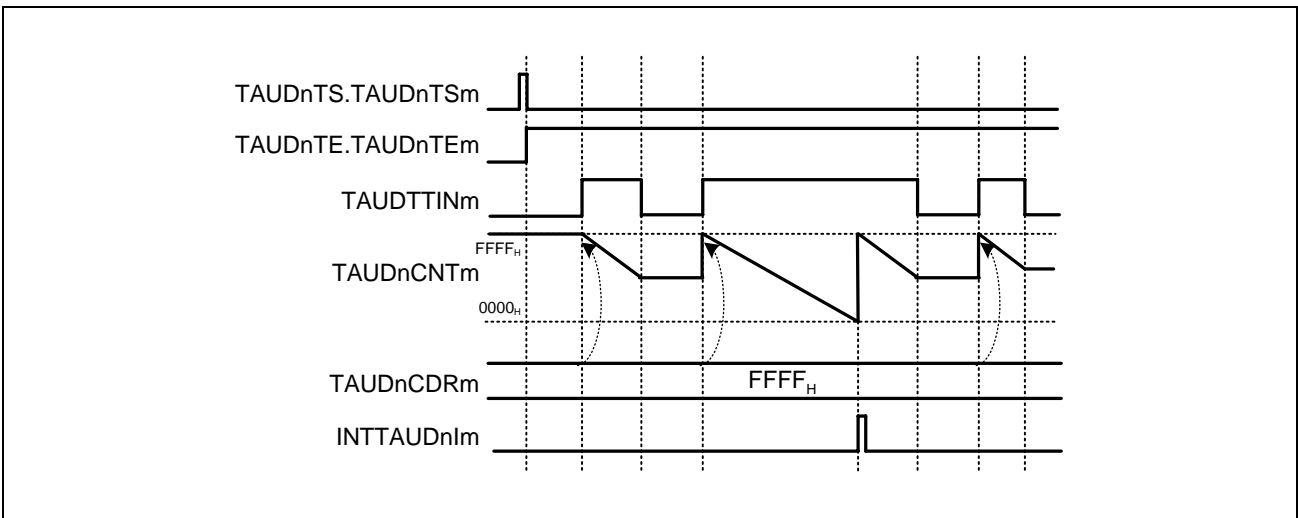 TAUDnTS.TAUDnTSm
TAUDnTE.TAUDnTEm
TAUDTTINm
FFFFH
TAUDnCNTm
0000H
TAUDnCDRm
FFFFH
INTTAUDnIm